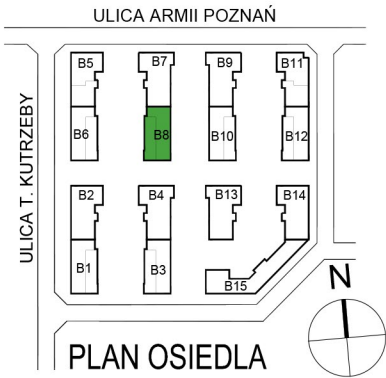 ULICA ARMII POZNAŃ
ULICA T. KUTRZEBY
B5
B7
B9
B11
B6
B8
B10
B12
B2
B4
B13
B14
B1
B3
B15
N
PLAN OSIEDLA